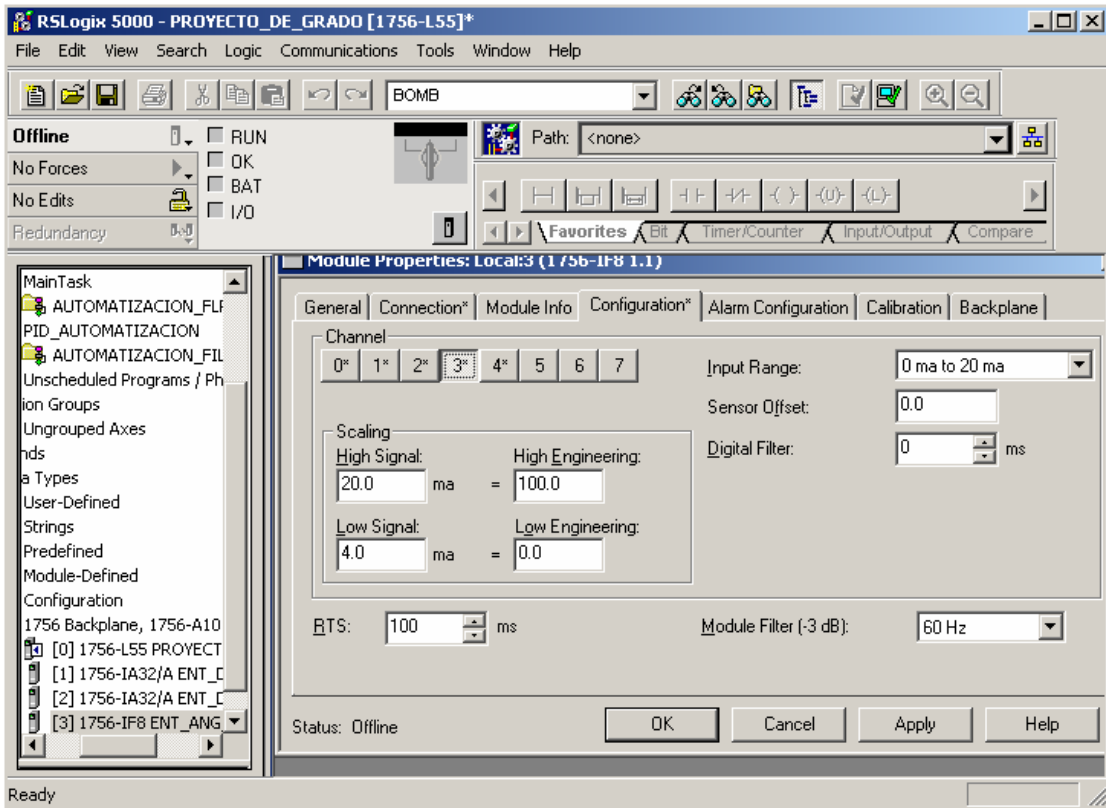 RSLogix 5000 - PROYECTO_DE_GRADO [1756-L55]*
File Edit View Search Logic Communications Tools Window Help
BOMB
Offline
RUN
Path: <none>
No Forces
OK
BAT
No Edits
I/O
Redundancy
Favorites Bit Timer/Counter Input/Output Compare
MainTask
AUTOMATIZACION_FLF
PID_AUTOMATIZACION
AUTOMATIZACION_FIL
Unscheduled Programs / Ph
ion Groups
Ungrouped Axes
nds
a Types
User-Defined
Strings
Predefined
Module-Defined
Configuration
1756 Backplane, 1756-A10
[0] 1756-L55 PROYECT
[1] 1756-IA32/A ENT_D
[2] 1756-IA32/A ENT_D
[3] 1756-IF8 ENT_ANG
Module Properties: Local:3 (1756-IF8 1.1)
General Connection* Module Info Configuration* Alarm Configuration Calibration Backplane
Channel
0* 1* 2* 3* 4* 5 6 7
Input Range: 0 ma to 20 ma
Sensor Offset: 0.0
Digital Filter: 0 ms
Scaling
High Signal: High Engineering:
20.0 ma = 100.0
Low Signal: Low Engineering:
4.0 ma = 0.0
RTS: 100 ms
Module Filter (-3 dB): 60 Hz
Status: Offline
OK Cancel Apply Help
Ready